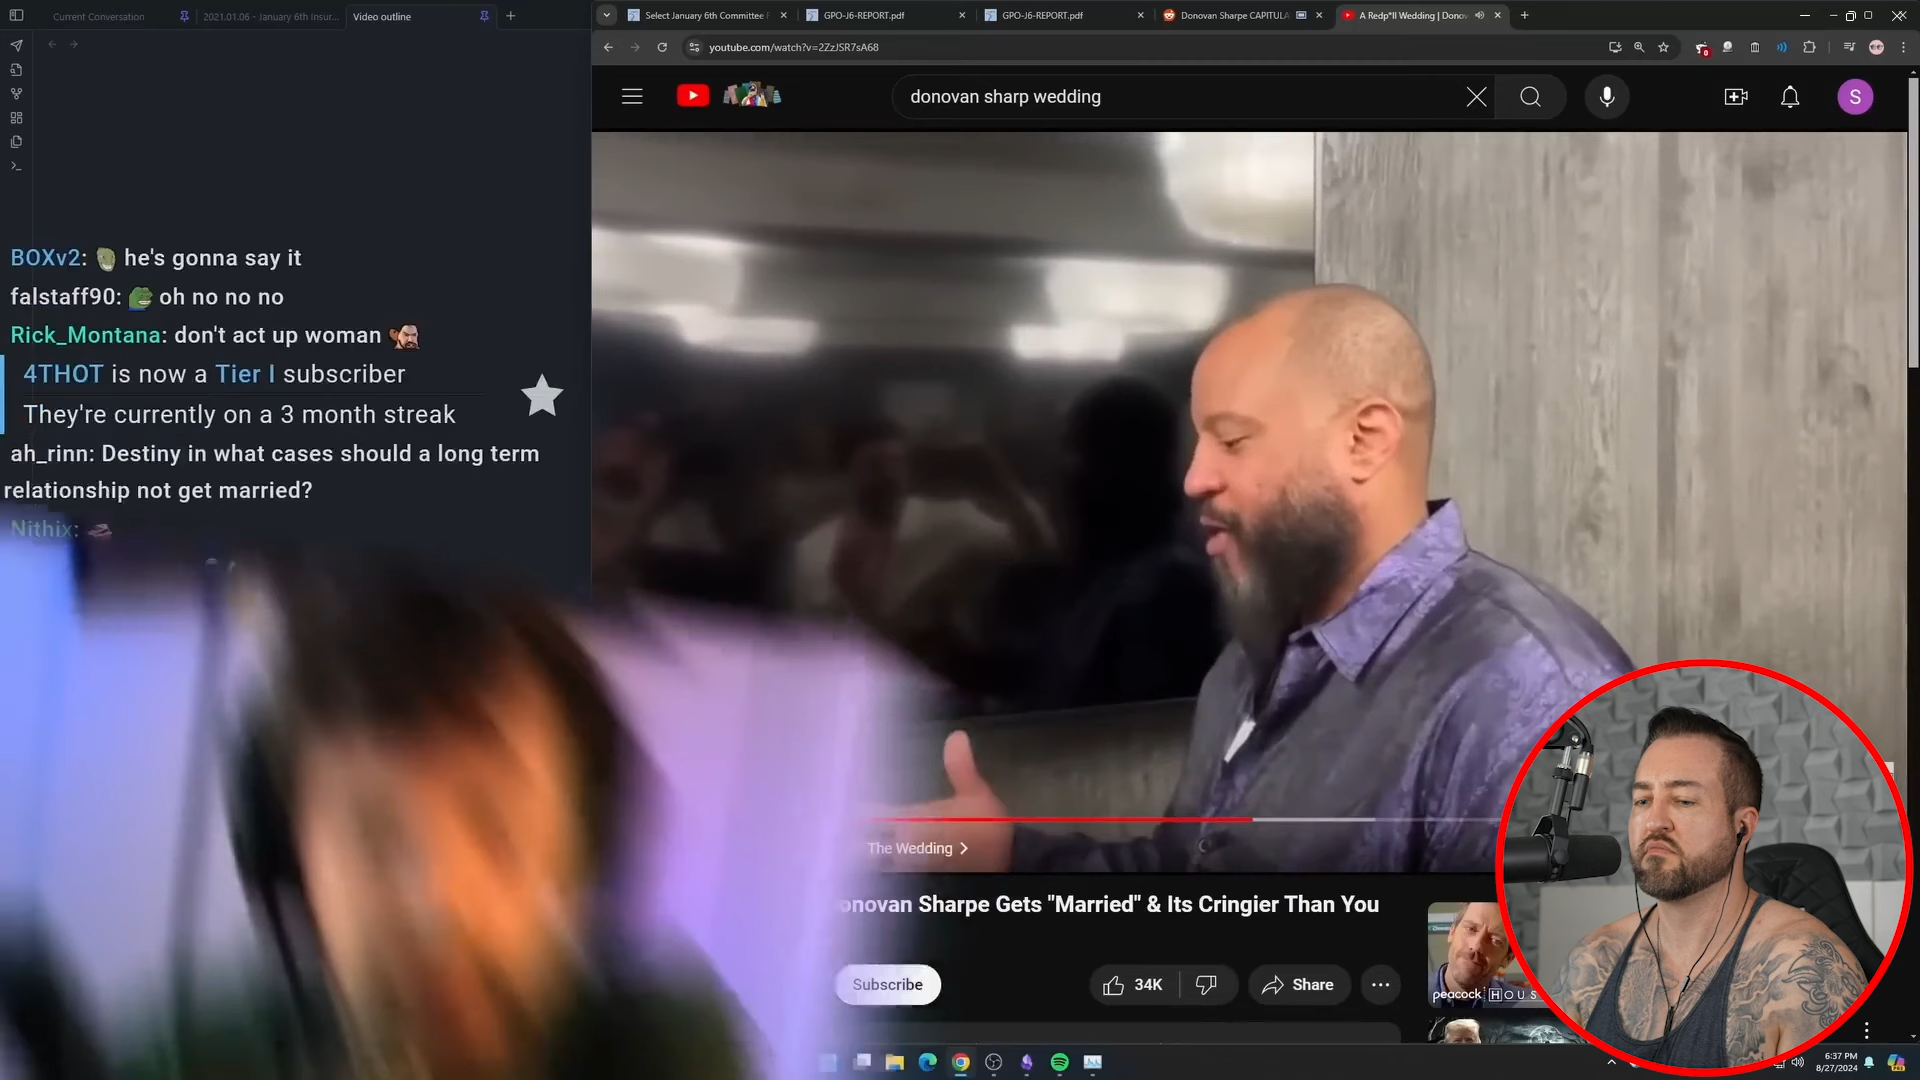 Current Conversation
2021.01.06 - January 6th Insur...
Video outline
Select January 6th Committee
GPO-J6-REPORT.pdf
GPO-J6-REPORT.pdf
Donovan Sharpe CAPITULA
A Redp*ll Wedding | Donov
youtube.com/watch?v=2ZzJSR7sA68
donovan sharp wedding
S
BOXv2: he's gonna say it
falstaff90: oh no no no
Rick_Montana: don't act up woman
4THOT is now a Tier I subscriber
They're currently on a 3 month streak
ah_rinn: Destiny in what cases should a long term
relationship not get married?
Nithix:
The Wedding
onovan Sharpe Gets "Married" & Its Cringier Than You
Subscribe
34K
Share
peacock HOUS
6:37 PM
8/27/2024